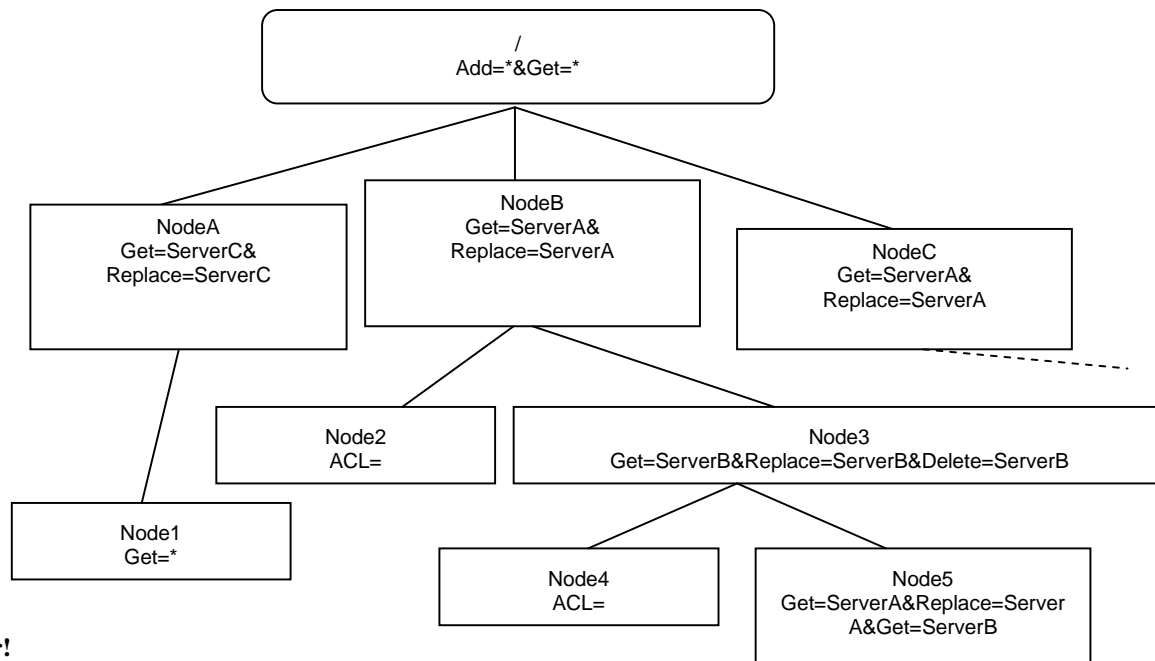 /
Add=*&Get=*
NodeA
Get=ServerC&
Replace=ServerC
NodeB
Get=ServerA&
Replace=ServerA
NodeC
Get=ServerA&
Replace=ServerA
Node2
ACL=
Node3
Get=ServerB&Replace=ServerB&Delete=ServerB
Node1
Get=*
Node4
ACL=
Node5
Get=ServerA&Replace=Server
A&Get=ServerB
!